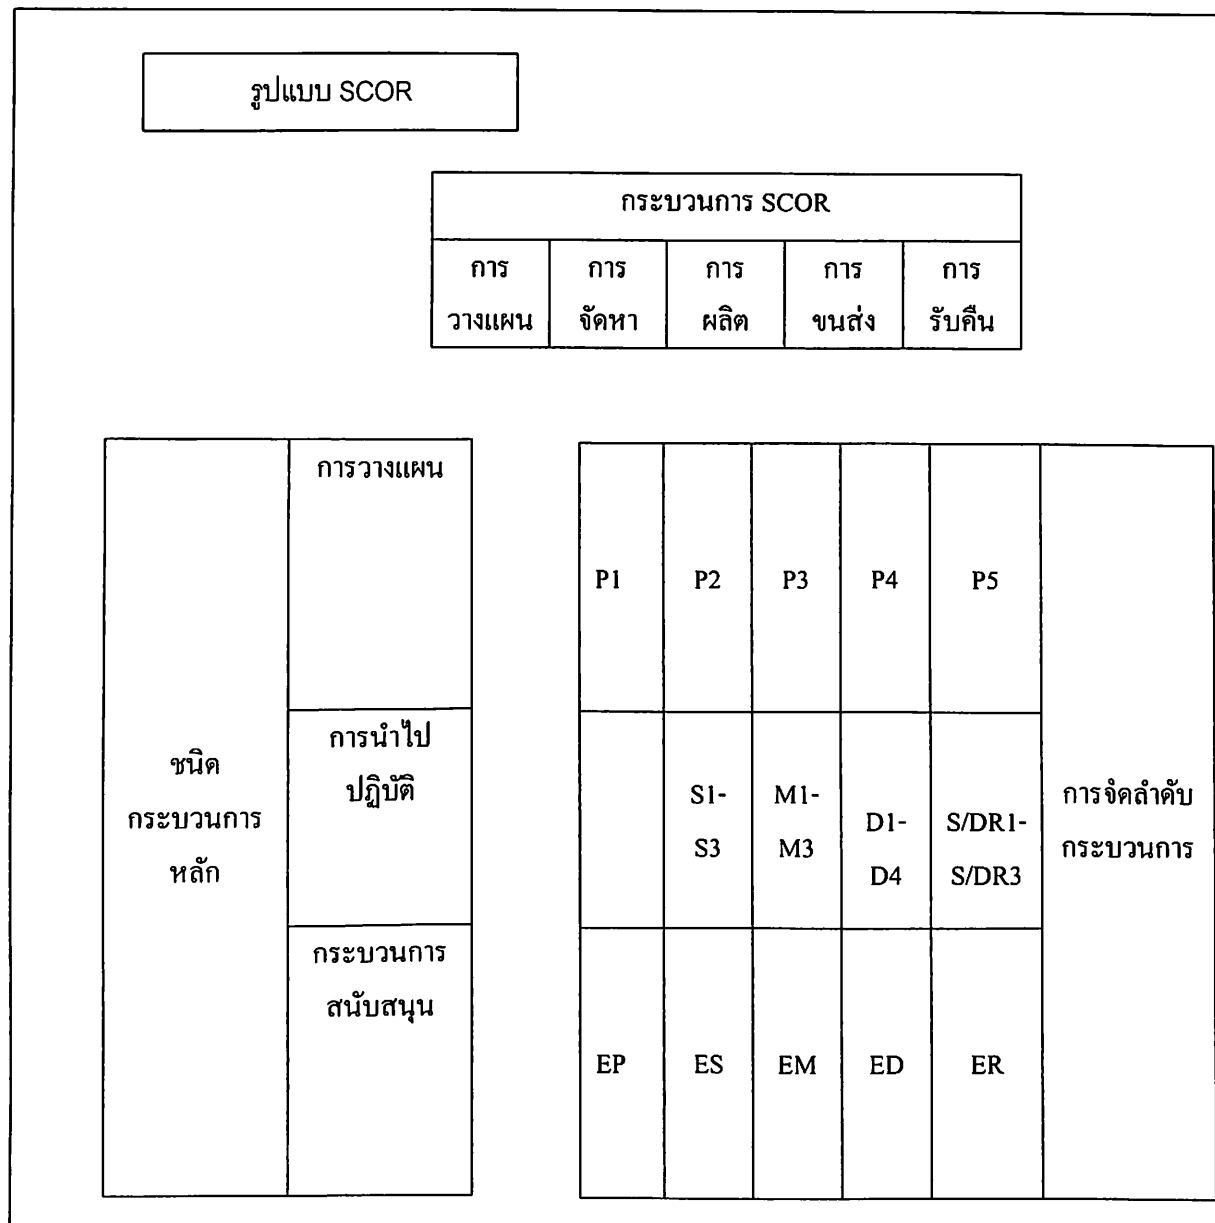 รูปแบบ SCOR
กระบวนการ SCOR
การ
วางแผน
การ
จัดหา
การ
ผลิต
การ
ขนส่ง
การ
รับคืน
ชนิด
กระบวนการ
หลัก
การวางแผน
P1
P2
P3
P4
P5
การนำไป
ปฏิบัติ
S1-
S3
M1-
M3
D1-
D4
S/DR1-
S/DR3
กระบวนการ
สนับสนุน
EP
ES
EM
ED
ER
การจัดลำดับ
กระบวนการ